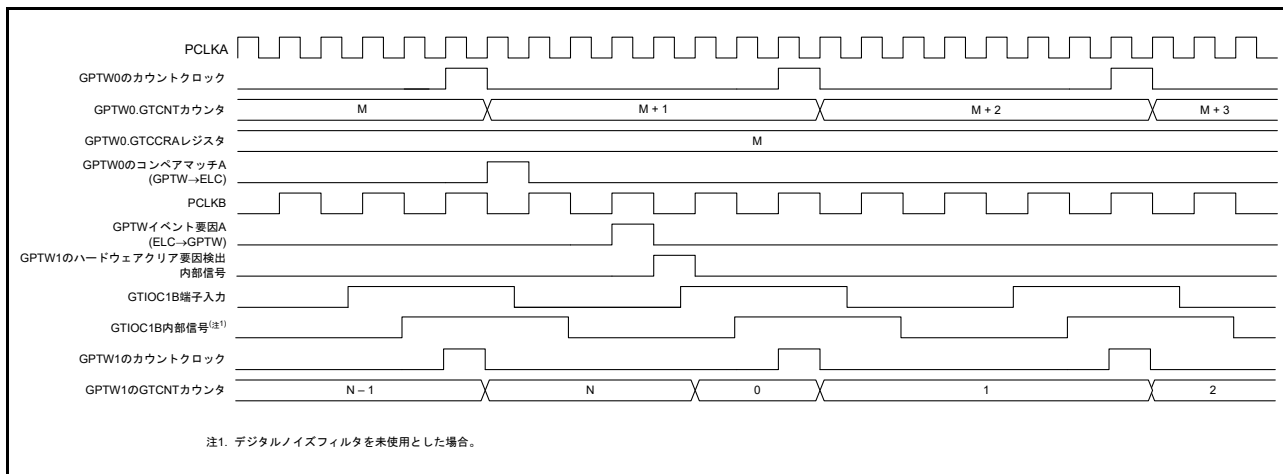 PCLKA
GPTW0のカウントクロック
GPTW0.GTCNTカウンタ M M + 1 M + 2 M + 3
GPTW0.GTCCRAレジスタ M
GPTW0のコンペアマッチA
(GPTW→ELC)
PCLKB
GPTWイベント要因A
(ELC→GPTW)
GPTW1のハードウェアクリア要因検出
内部信号
GTIOC1B端子入力
GTIOC1B内部信号(注1)
GPTW1のカウントクロック
GPTW1のGTCNTカウンタ N – 1 N 0 1 2
注1. デジタルノイズフィルタを未使用とした場合。